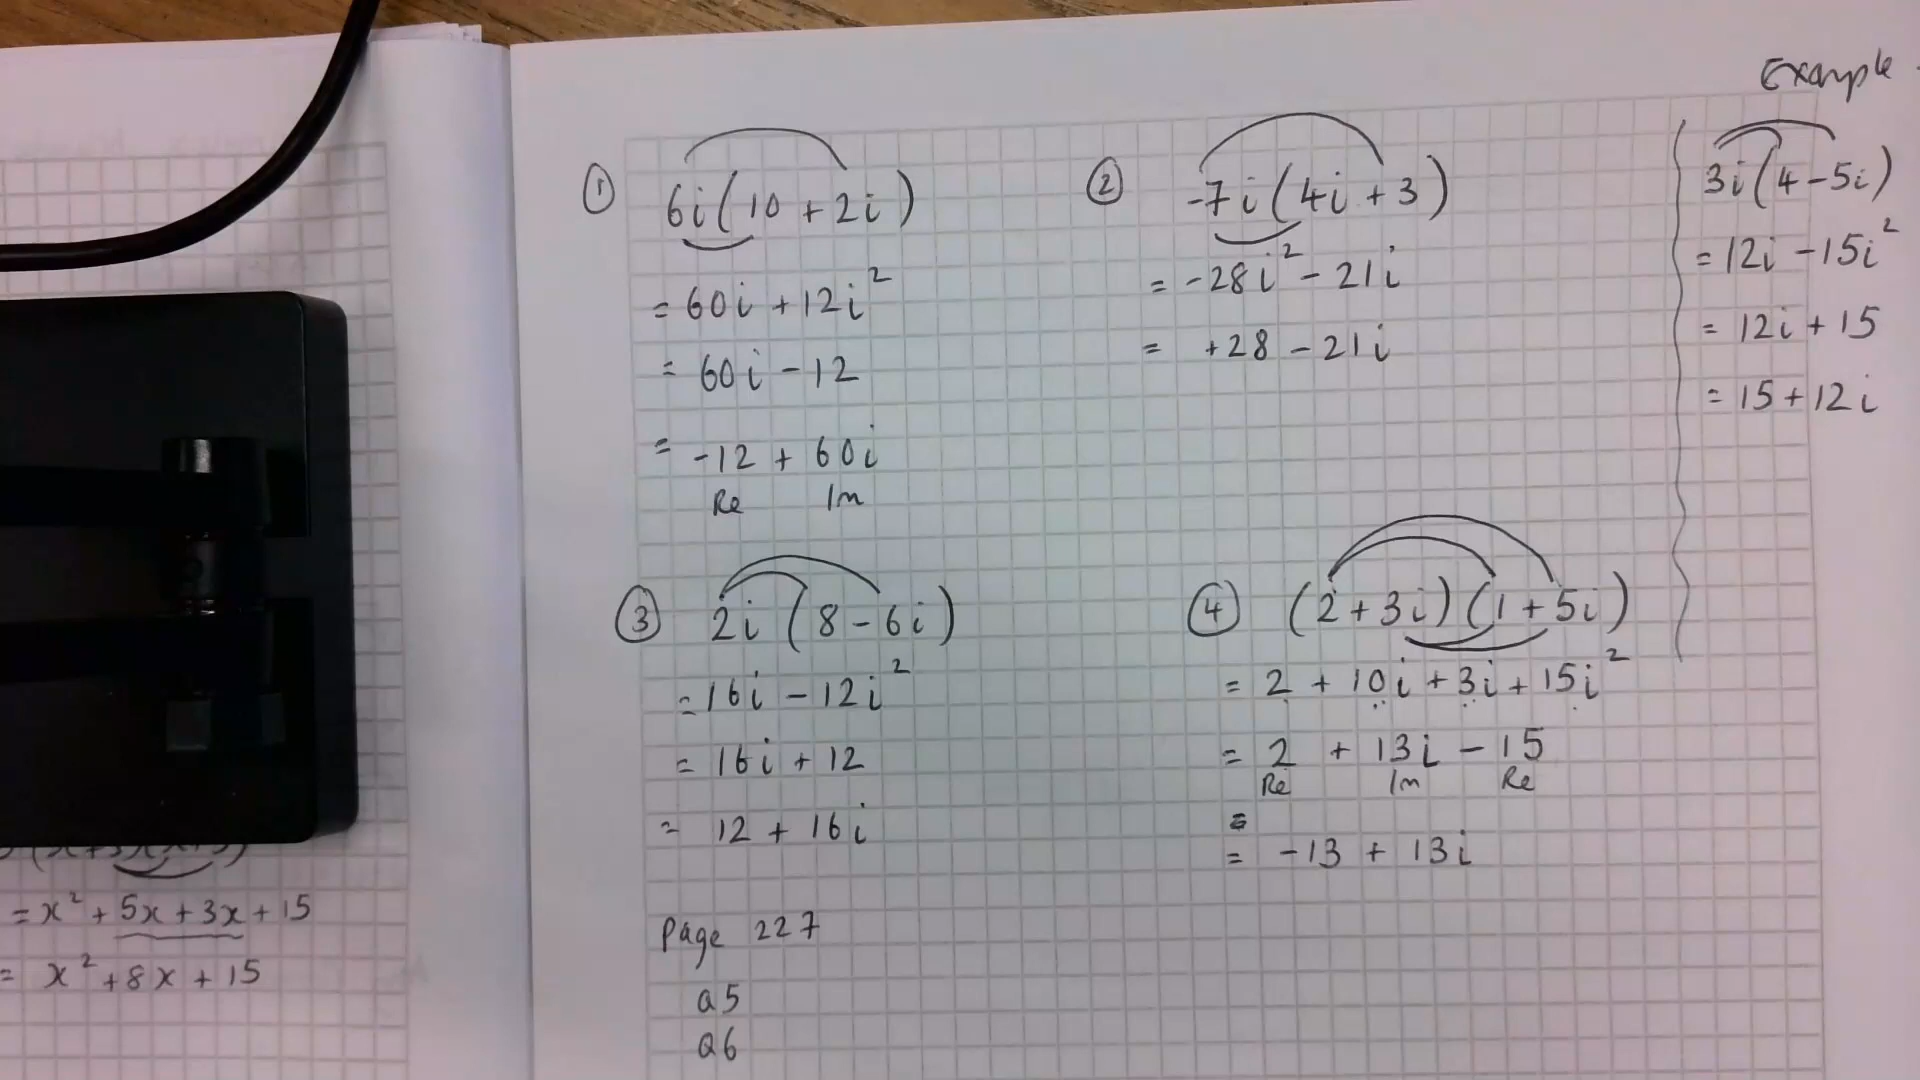 Example
① 6i(10 + 2i)
= 60i + 12i²
= 60i - 12
= -12 + 60i
Re Im
② -7i(4i + 3)
= -28i² - 21i
= +28 - 21i
3i(4 - 5i)
= 12i - 15i²
= 12i + 15
= 15 + 12i
③ 2i(8 - 6i)
= 16i - 12i²
= 16i + 12
= 12 + 16i
④ (2 + 3i)(1 + 5i)
= 2 + 10i + 3i + 15i²
= 2 + 13i - 15
Re Im Re
=
= -13 + 13i
Page 227
Q5
Q6
= x² + 5x + 3x + 15
= x² + 8x + 15